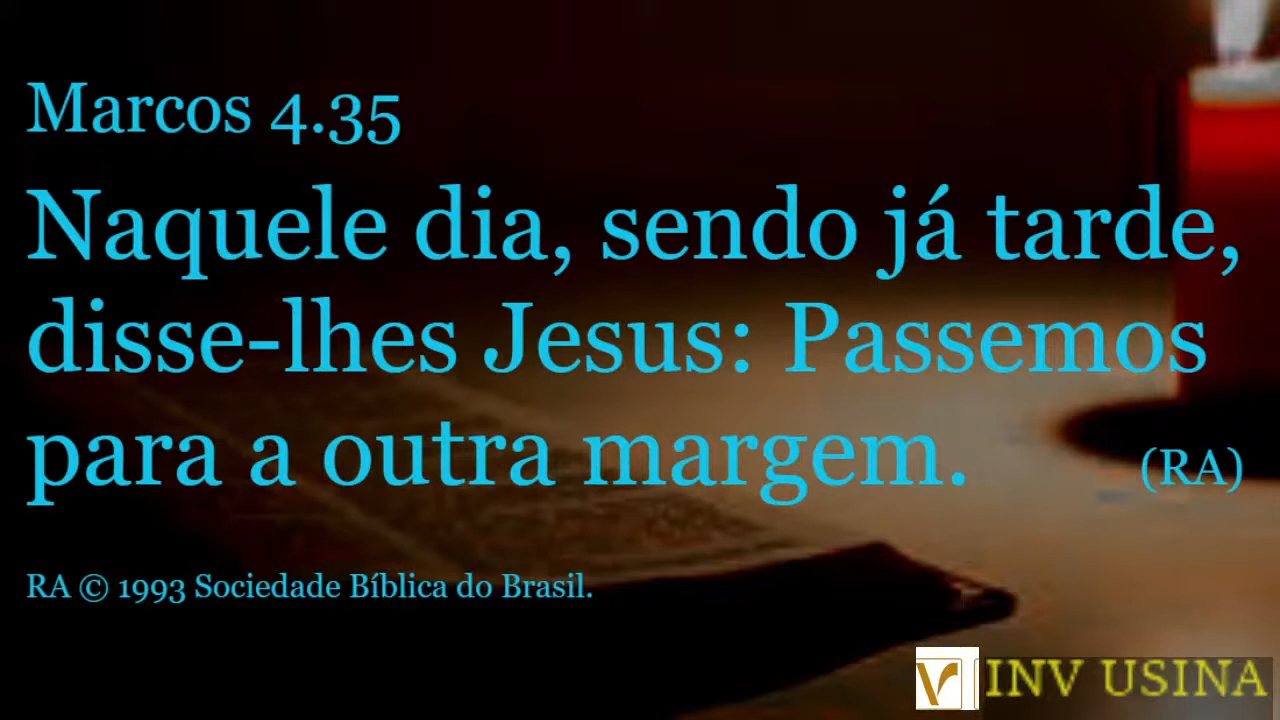 Marcos 4.35
Naquele dia, sendo já tarde,
disse-lhes Jesus: Passemos
para a outra margem. (RA)
RA © 1993 Sociedade Bíblica do Brasil.
INV USINA